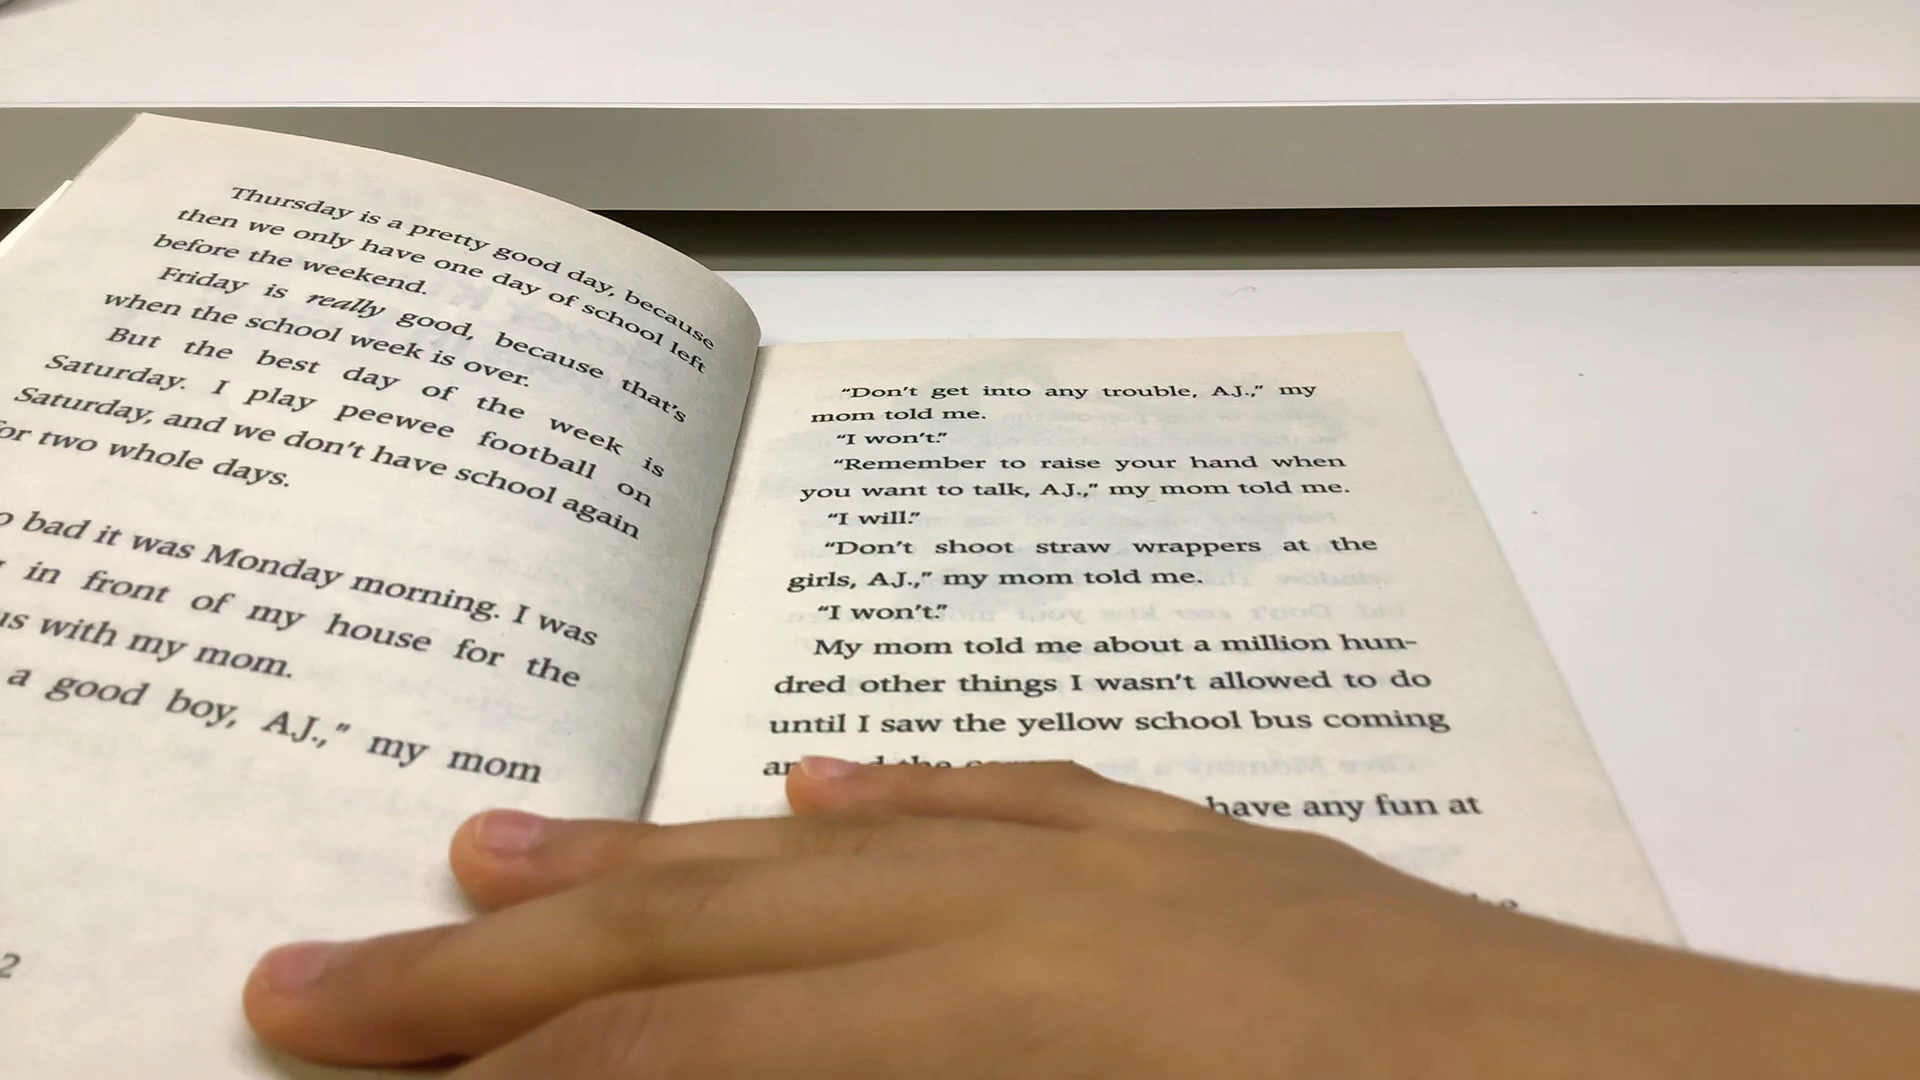 Thursday is a pretty good day, because
then we only have one day of school left
before the weekend.
Friday is really good, because that's
when the school week is over.
But the best day of the week is
Saturday. I play peewee football on
Saturday, and we don't have school again
for two whole days.
bad it was Monday morning. I was
in front of my house for the
with my mom.
a good boy, A.J.," my mom
2
"Don't get into any trouble, A.J.," my
mom told me.
"I won't."
"Remember to raise your hand when
you want to talk, A.J.," my mom told me.
"I will."
"Don't shoot straw wrappers at the
girls, A.J.," my mom told me.
"I won't."
My mom told me about a million hun-
dred other things I wasn't allowed to do
until I saw the yellow school bus coming
the
have any fun at